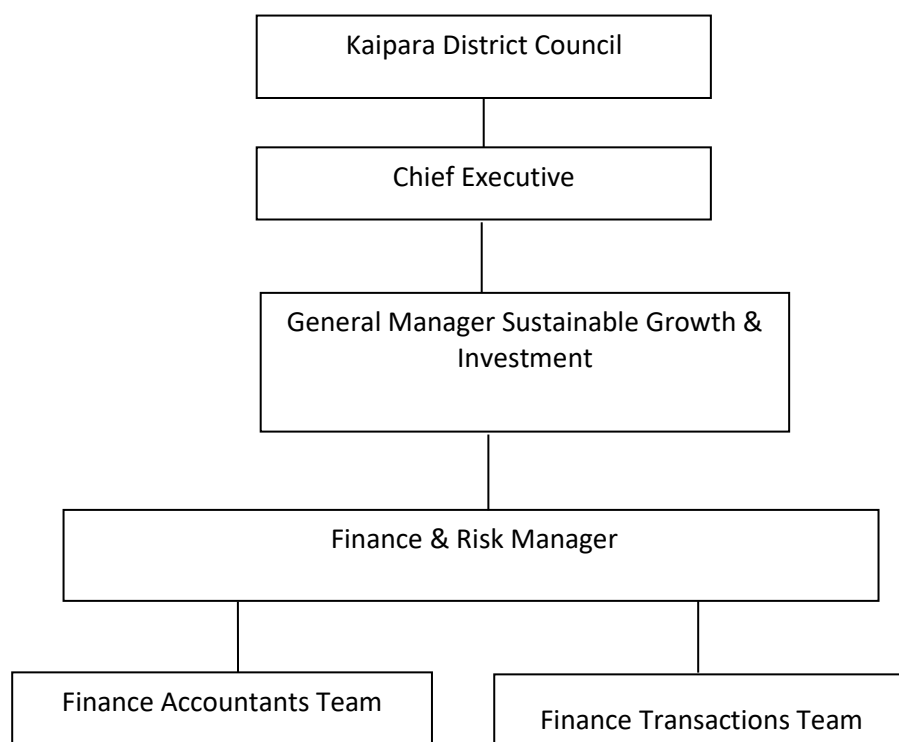 Kaipara District Council
Chief Executive
General Manager Sustainable Growth &
Investment
Finance & Risk Manager
Finance Accountants Team
Finance Transactions Team